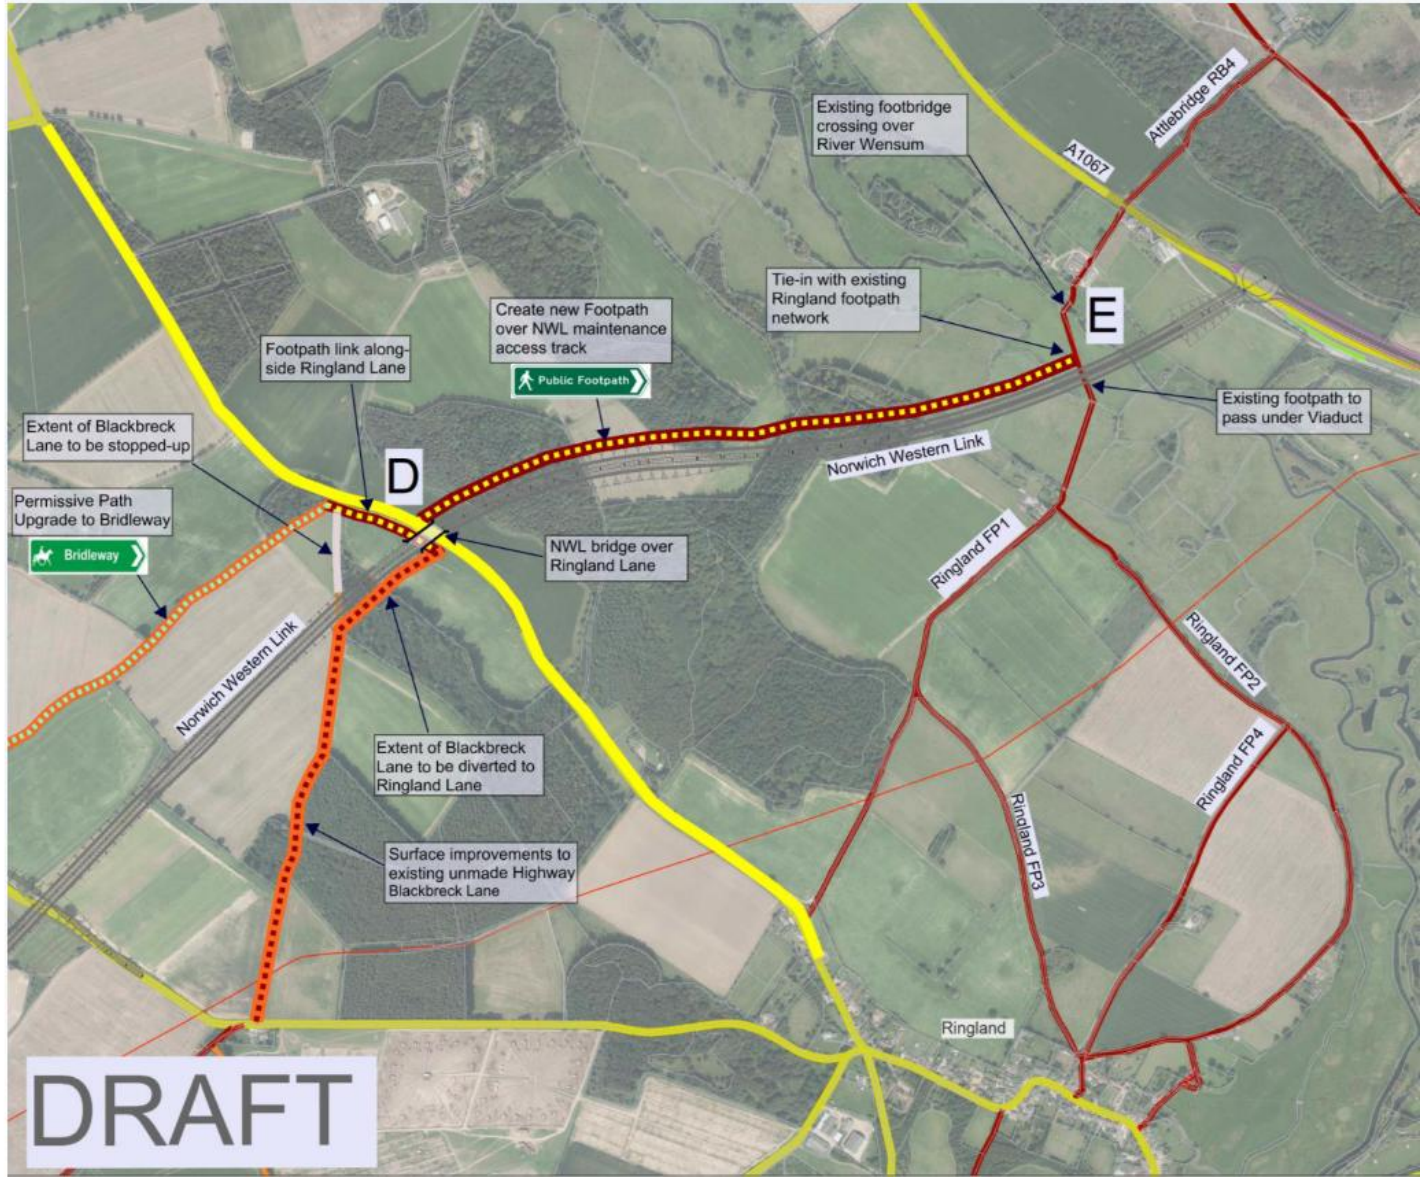 Attlebridge RB4
Existing footbridge
crossing over
River Wensum
A1067
Tie-in with existing
Ringland footpath
network
E
Create new Footpath
over NWL maintenance
access track
Public Footpath
Footpath link along-
side Ringland Lane
Extent of Blackbreck
Lane to be stopped-up
Existing footpath to
pass under Viaduct
D
Norwich Western Link
Permissive Path
Upgrade to Bridleway
Bridleway
NWL bridge over
Ringland Lane
Ringland FP1
Ringland FP2
Norwich Western Link
Extent of Blackbreck
Lane to be diverted to
Ringland Lane
Ringland FP4
Ringland FP3
Surface improvements to
existing unmade Highway
Blackbreck Lane
Ringland
DRAFT